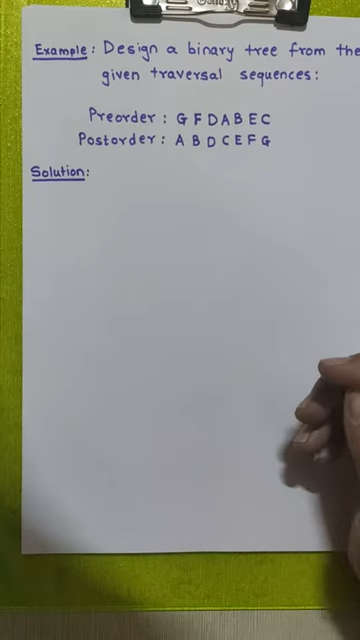 Example: Design a binary tree from the
given traversal sequences:
Preorder: G F D A B E C
Postorder: A B D C E F G
Solution: